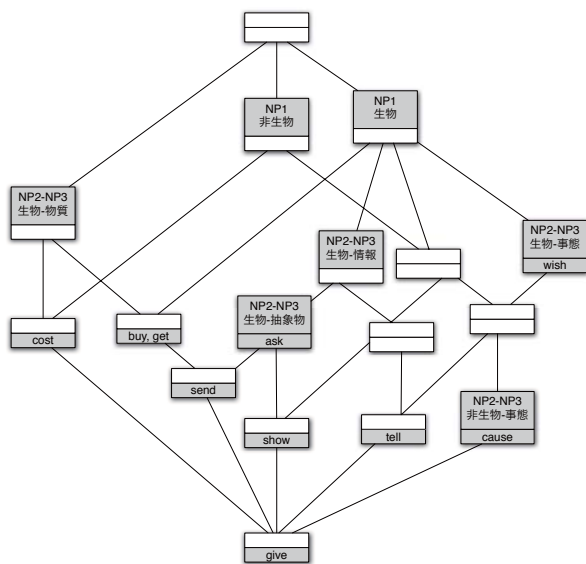 NP1
生物
NP1
非生物
NP2-NP3
生物-物質
NP2-NP3
生物-情報
NP2-NP3
生物-事態
wish
NP2-NP3
生物-抽象物
ask
cost
buy, get
send
show
tell
NP2-NP3
非生物-事態
cause
give